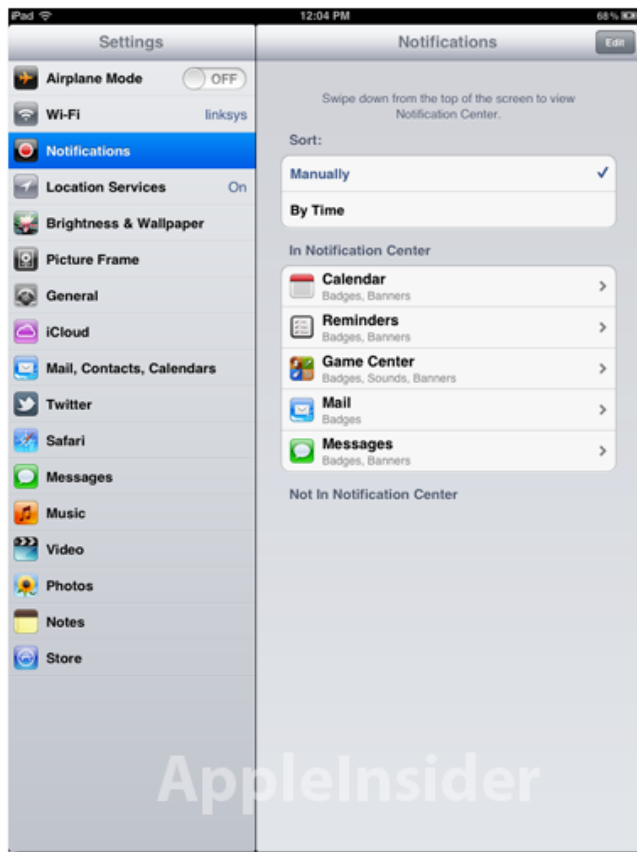 iPad
12:04 PM
68%
Settings
Airplane Mode OFF
Wi-Fi linksys
Notifications
Location Services On
Brightness & Wallpaper
Picture Frame
General
iCloud
Mail, Contacts, Calendars
Twitter
Safari
Messages
Music
Video
Photos
Notes
Store
Notifications
Edit
Swipe down from the top of the screen to view
Notification Center.
Sort:
Manually
By Time
In Notification Center
Calendar
Badges, Banners
Reminders
Badges, Banners
Game Center
Badges, Sounds, Banners
Mail
Badges
Messages
Badges, Banners
Not In Notification Center
AppleInsider